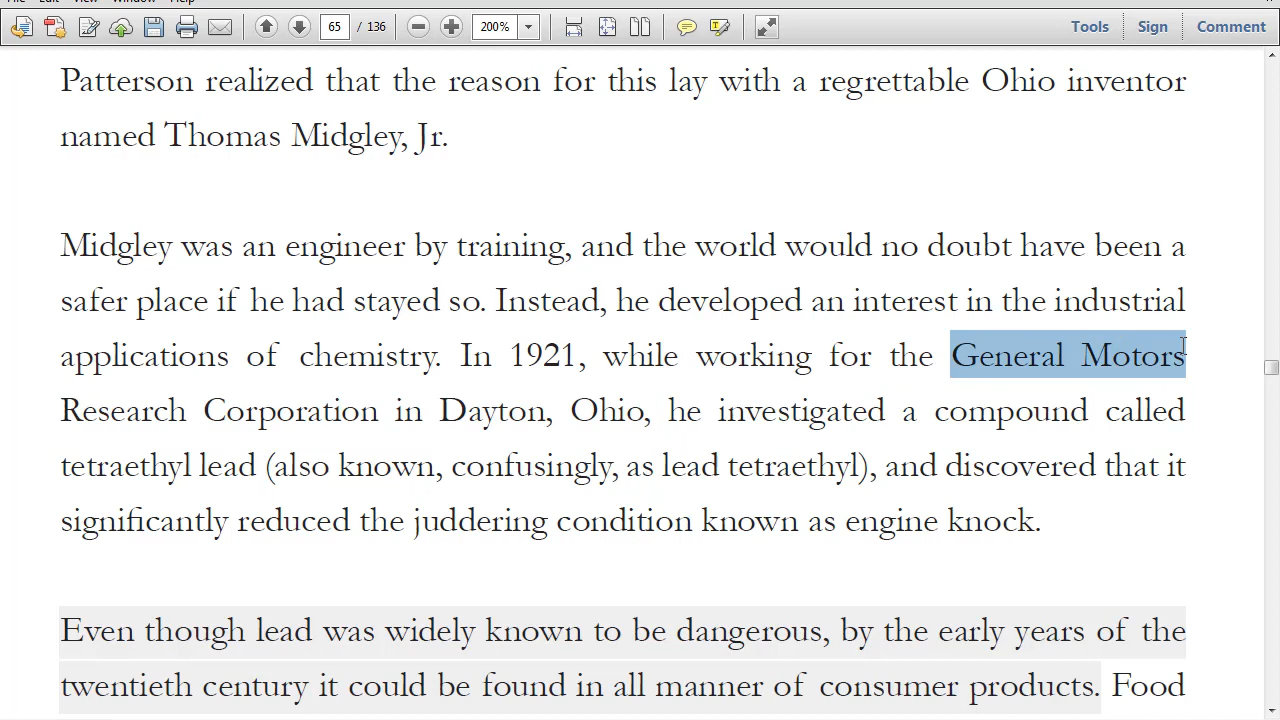 65 / 136 200% Tools Sign Comment
Patterson realized that the reason for this lay with a regrettable Ohio inventor
named Thomas Midgley, Jr.
Midgley was an engineer by training, and the world would no doubt have been a
safer place if he had stayed so. Instead, he developed an interest in the industrial
applications of chemistry. In 1921, while working for the General Motors
Research Corporation in Dayton, Ohio, he investigated a compound called
tetraethyl lead (also known, confusingly, as lead tetraethyl), and discovered that it
significantly reduced the juddering condition known as engine knock.
Even though lead was widely known to be dangerous, by the early years of the
twentieth century it could be found in all manner of consumer products. Food